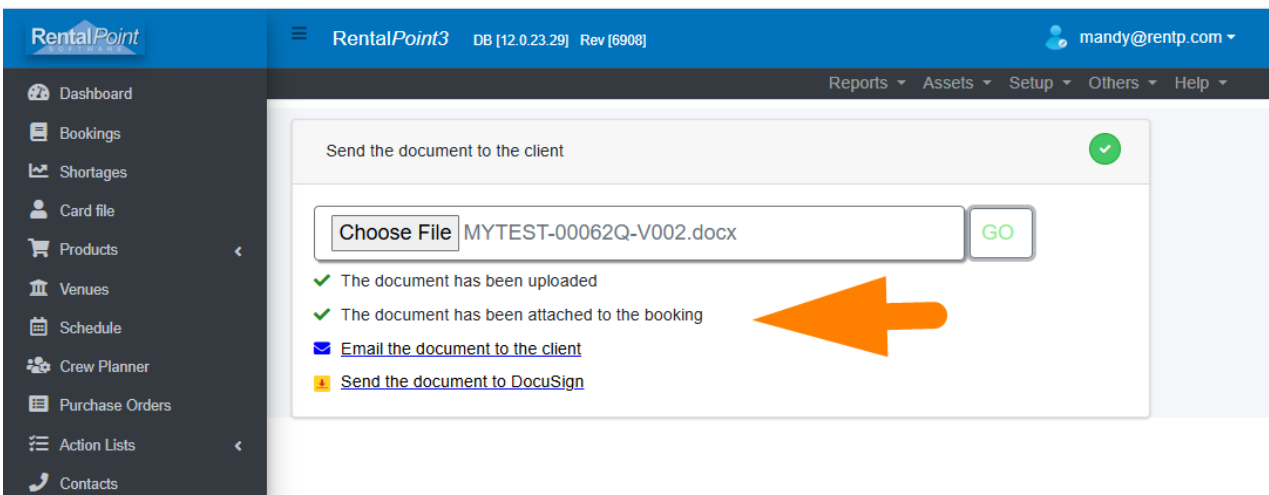 RentalPoint
SOFTWARE
RentalPoint3 DB [12.0.23.29] Rev [6908]
mandy@rentp.com
Reports Assets Setup Others Help
Dashboard
Bookings
Shortages
Card file
Products
Venues
Schedule
Crew Planner
Purchase Orders
Action Lists
Contacts
Send the document to the client
Choose File MYTEST-00062Q-V002.docx GO
The document has been uploaded
The document has been attached to the booking
Email the document to the client
Send the document to DocuSign